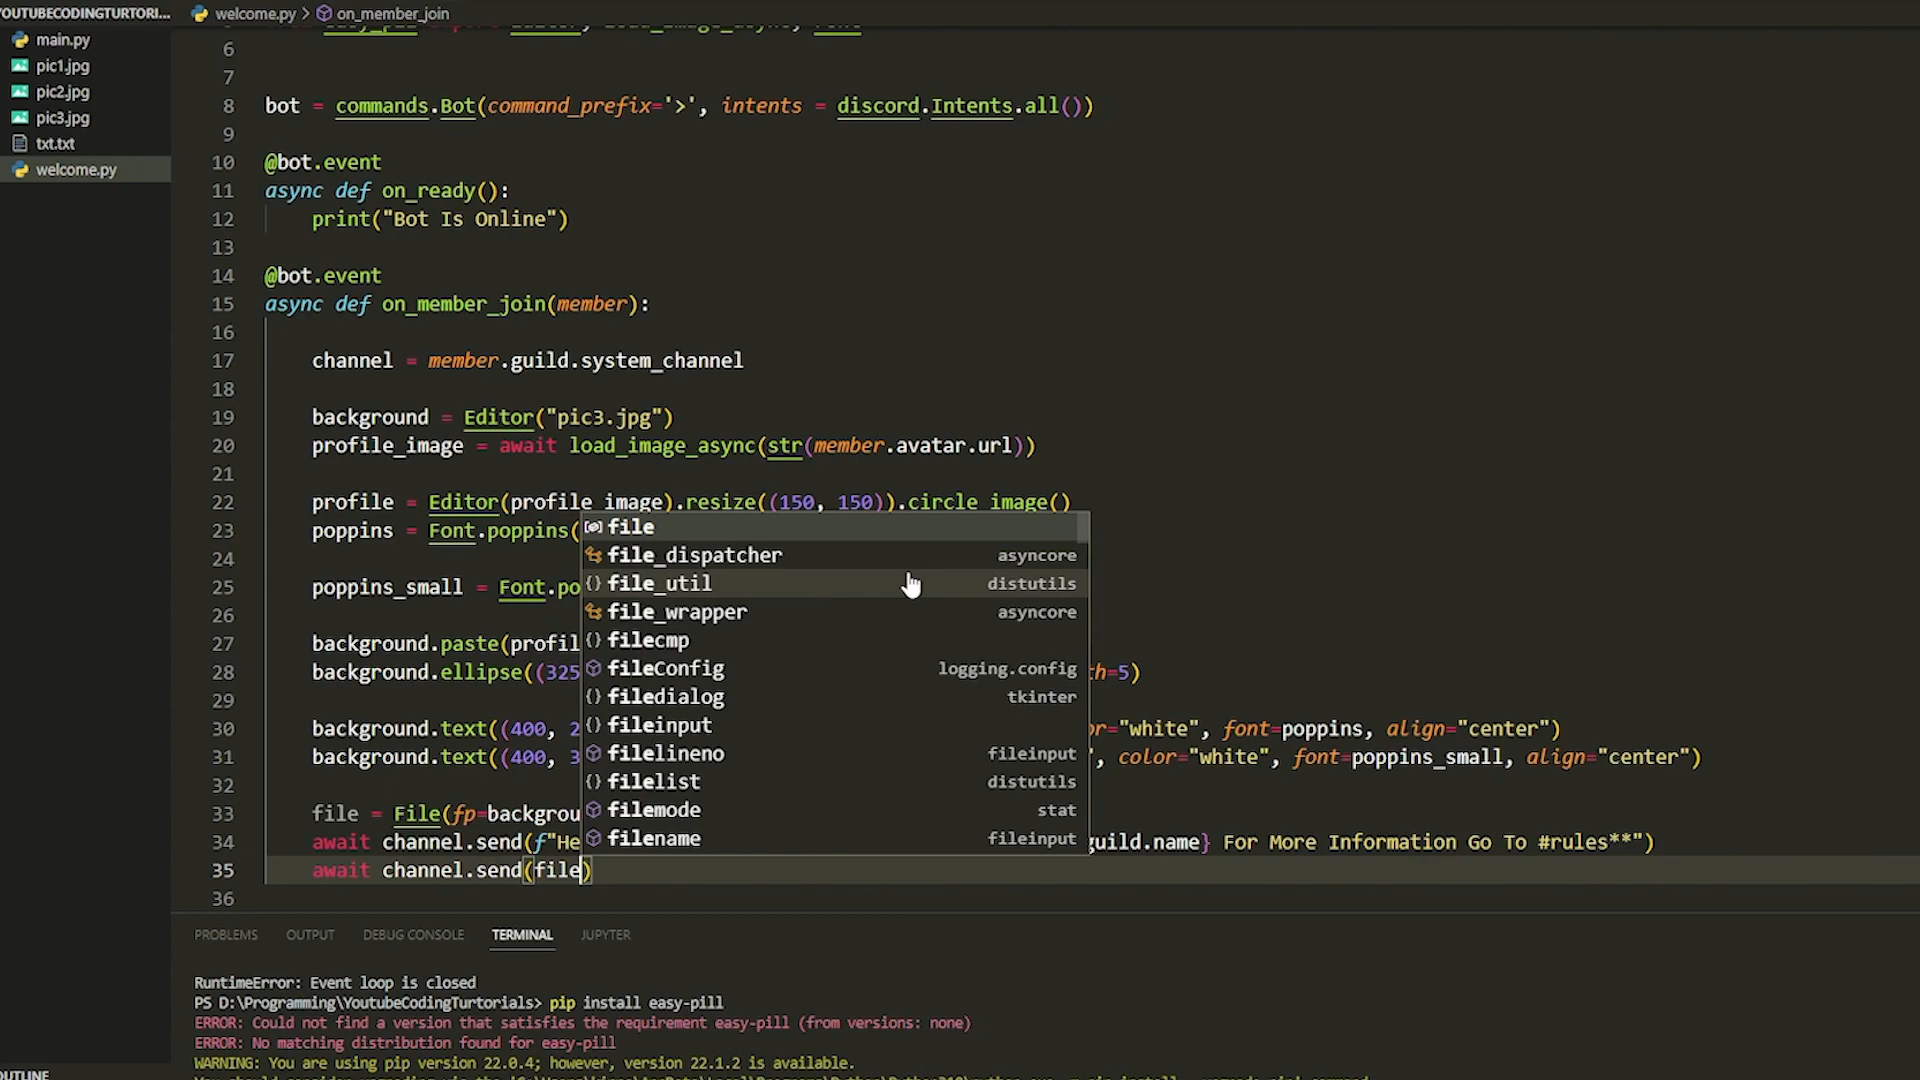 YOUTUBECODINGTURTORI...
main.py
pic1.jpg
pic2.jpg
pic3.jpg
txt.txt
welcome.py
OUTLINE
welcome.py > on_member_join
6
7
8 bot = commands.Bot(command_prefix='>', intents = discord.Intents.all())
9
10 @bot.event
11 async def on_ready():
12 print("Bot Is Online")
13
14 @bot.event
15 async def on_member_join(member):
16
17 channel = member.guild.system_channel
18
19 background = Editor("pic3.jpg")
20 profile_image = await load_image_async(str(member.avatar.url))
21
22 profile = Editor(profile_image).resize((150, 150)).circle_image()
23 poppins = Font.poppins(
24
25 poppins_small = Font.po
26
27 background.paste(profil
28 background.ellipse((325 th=5)
29
30 background.text((400, 2 or="white", font=poppins, align="center")
31 background.text((400, 3 ", color="white", font=poppins_small, align="center")
32
33 file = File(fp=backgrou
34 await channel.send(f"He guild.name} For More Information Go To #rules**")
35 await channel.send(file)
36
file
file_dispatcher asyncore
file_util distutils
file_wrapper asyncore
filecmp
fileConfig logging.config
filedialog tkinter
fileinput
filelineno fileinput
filelist distutils
filemode stat
filename fileinput
PROBLEMS OUTPUT DEBUG CONSOLE TERMINAL JUPYTER
RuntimeError: Event loop is closed
PS D:\Programming\YoutubeCodingTurtorials> pip install easy-pill
ERROR: Could not find a version that satisfies the requirement easy-pill (from versions: none)
ERROR: No matching distribution found for easy-pill
WARNING: You are using pip version 22.0.4; however, version 22.1.2 is available.